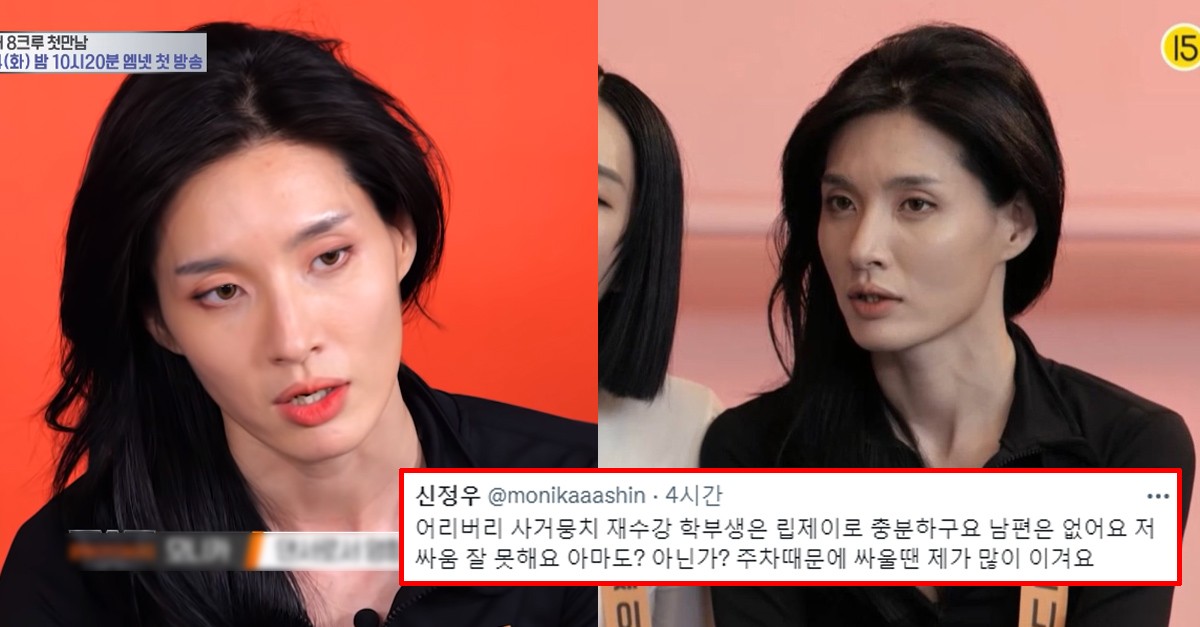 8크루 첫만남
(화) 밤 10시20분 엠넷 첫 방송
15
신정우 @monikaaashin · 4시간
어리버리 사거뭉치 재수강 학부생은 립제이로 충분하구요 남편은 없어요 저
싸움 잘 못해요 아마도? 아닌가? 주차때문에 싸울땐 제가 많이 이겨요